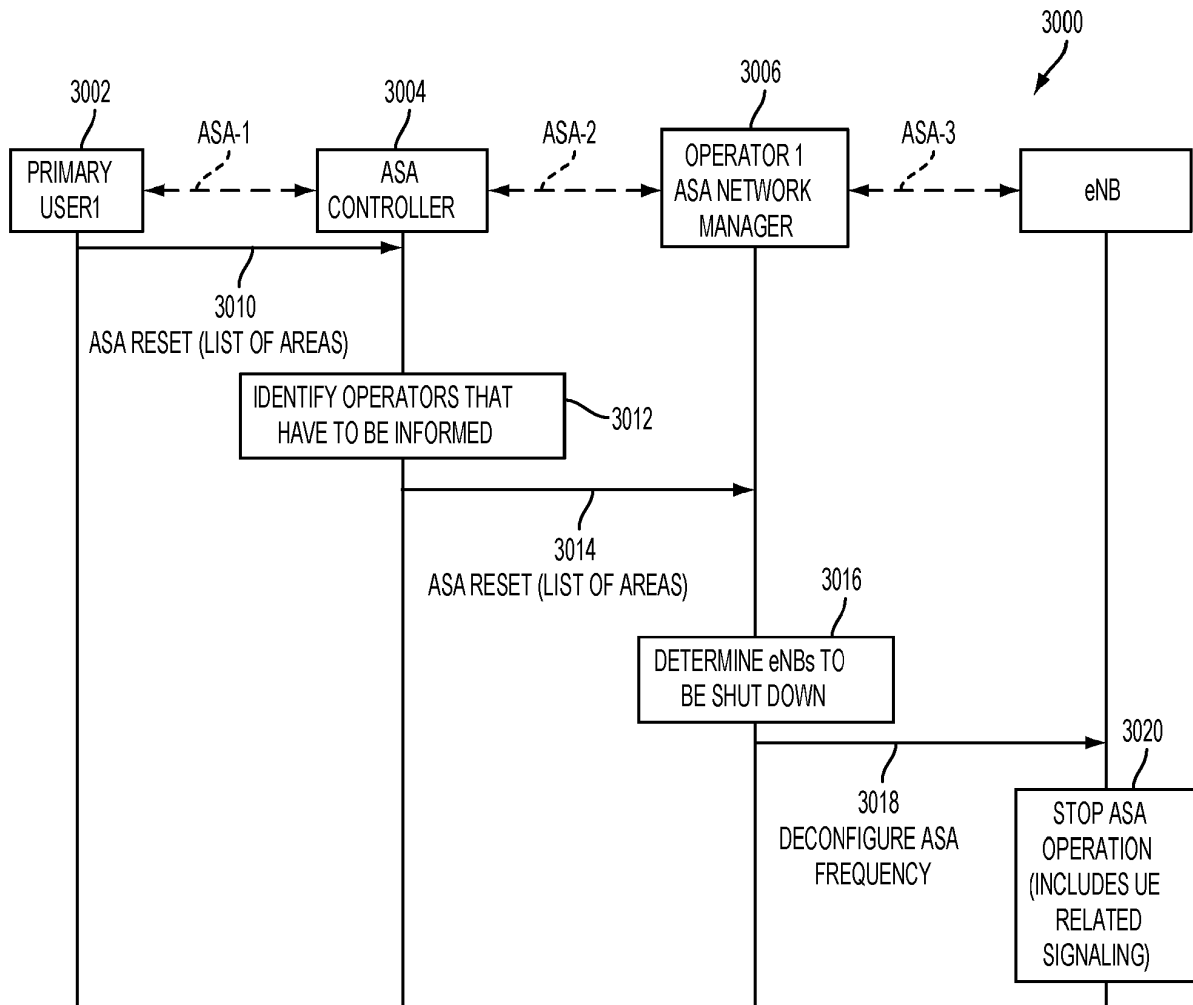 3000
3002
3004
3006
ASA-1
ASA-2
ASA-3
PRIMARY
USER1
ASA
CONTROLLER
OPERATOR 1
ASA NETWORK
MANAGER
eNB
3010
ASA RESET (LIST OF AREAS)
IDENTIFY OPERATORS THAT
HAVE TO BE INFORMED
3012
3014
ASA RESET (LIST OF AREAS)
3016
DETERMINE eNBs TO
BE SHUT DOWN
3018
DECONFIGURE ASA
FREQUENCY
3020
STOP ASA
OPERATION
(INCLUDES UE
RELATED
SIGNALING)